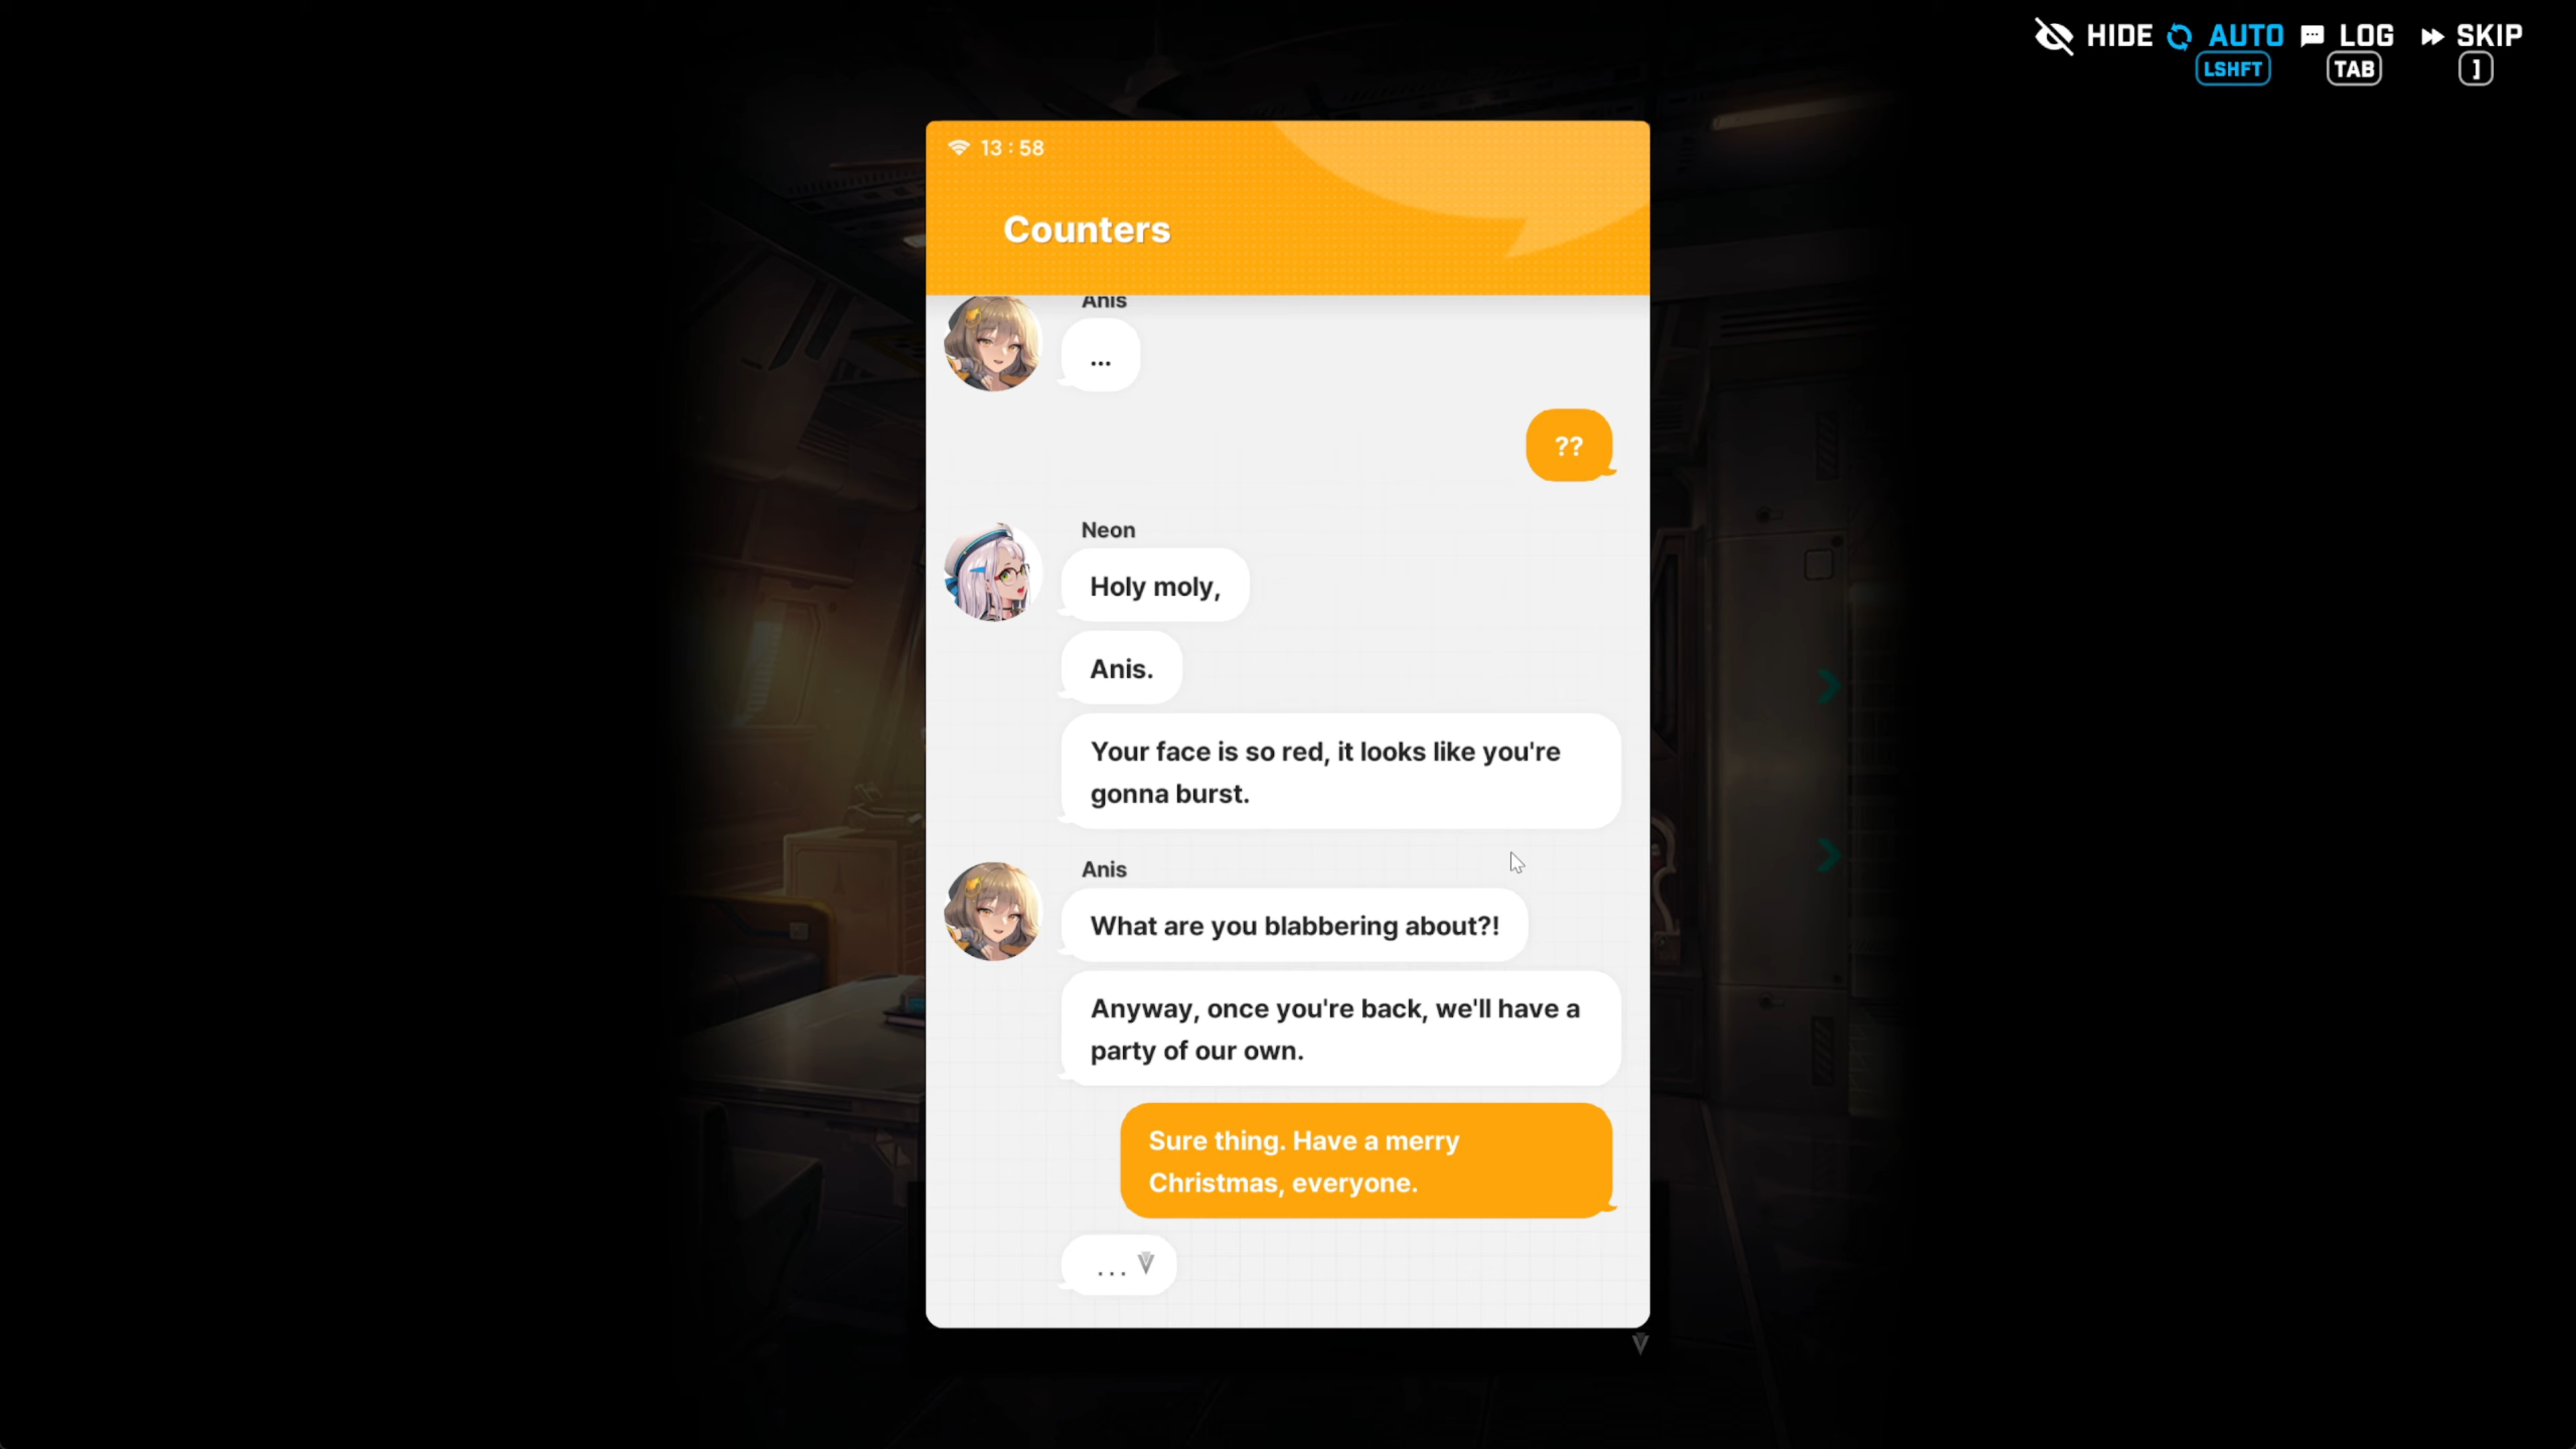 HIDE AUTO LOG SKIP
LSHFT TAB ]
13 : 58
Counters
Anis
...
??
Neon
Holy moly,
Anis.
Your face is so red, it looks like you're
gonna burst.
Anis
What are you blabbering about?!
Anyway, once you're back, we'll have a
party of our own.
Sure thing. Have a merry
Christmas, everyone.
...